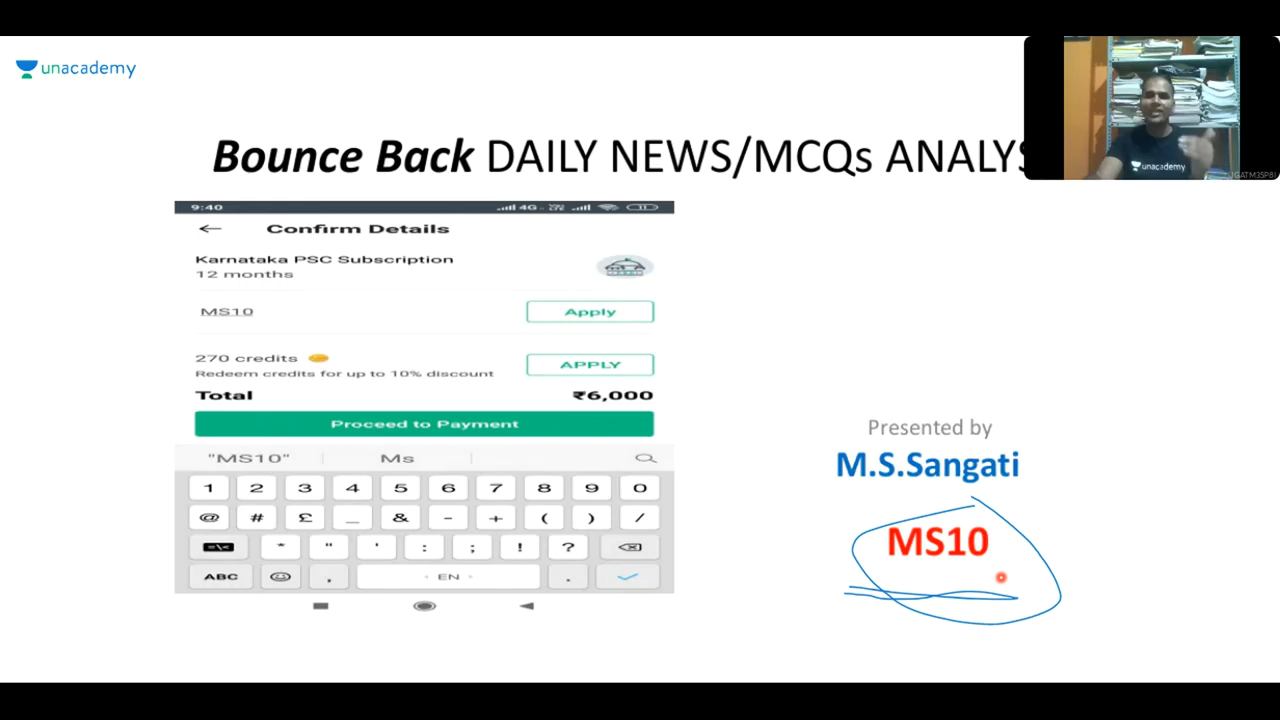 unacademy
Bounce Back DAILY NEWS/MCQs ANALYS
unacademy
9:40
4G
Confirm Details
Karnataka PSC Subscription
12 months
MS10
Apply
270 credits
APPLY
Redeem credits for up to 10% discount
Total
₹6,000
Proceed to Payment
"MS10"
Ms
1 2 3 4 5 6 7 8 9 0
@ # £ _ & - + ( ) /
=\< * " ' : ; ! ?
ABC , EN .
Presented by
M.S.Sangati
MS10